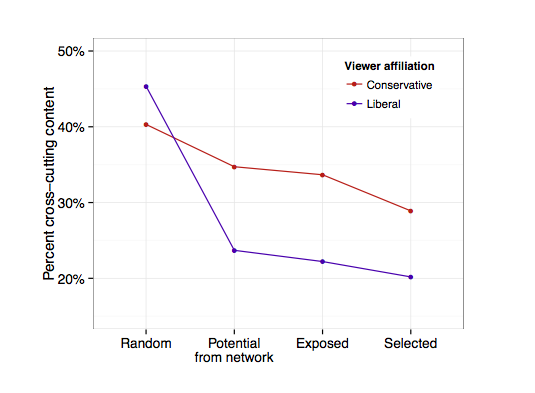 50%
40%
30%
20%
Percent cross−cutting content
Viewer affiliation
Conservative
Liberal
Random
Potential
from network
Exposed
Selected